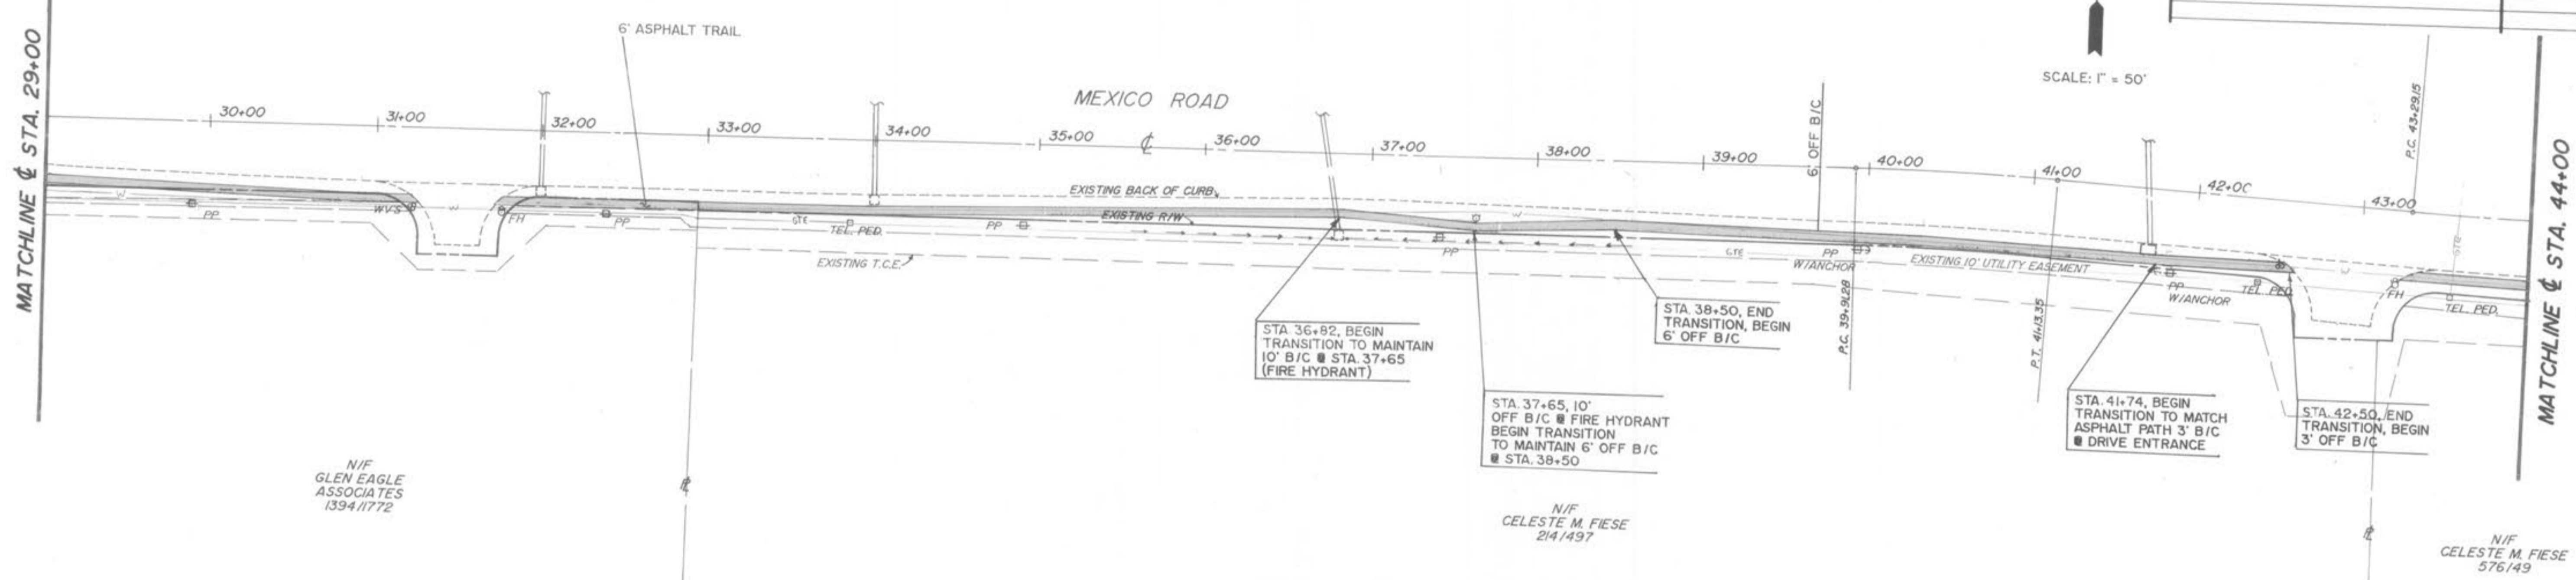 MATCHLINE ℄ STA. 29+00
6' ASPHALT TRAIL
MEXICO ROAD
SCALE: 1" = 50'
30+00
31+00
32+00
33+00
34+00
35+00
℄
36+00
37+00
38+00
39+00
6' OFF B/C
40+00
41+00
42+00
43+00
P.C. 43+29.15
MATCHLINE ℄ STA. 44+00
EXISTING BACK OF CURB
EXISTING R/W
W
PP
WVS
W
FH
PP
GTE
TEL. PED.
PP
EXISTING T.C.E.
W
PP
PP
GTE
PP
W/ANCHOR
EXISTING 10' UTILITY EASEMENT
P.C. 39+91.28
P.T. 41+13.35
PP
W/ANCHOR
TEL. PED.
W
FH
GTE
TEL. PED.
STA. 36+82, BEGIN
TRANSITION TO MAINTAIN
10' B/C @ STA. 37+65
(FIRE HYDRANT)
STA. 37+65, 10'
OFF B/C @ FIRE HYDRANT
BEGIN TRANSITION
TO MAINTAIN 6' OFF B/C
@ STA. 38+50
STA. 38+50, END
TRANSITION, BEGIN
6' OFF B/C
STA. 41+74, BEGIN
TRANSITION TO MATCH
ASPHALT PATH 3' B/C
@ DRIVE ENTRANCE
STA. 42+50, END
TRANSITION, BEGIN
3' OFF B/C
N/F
GLEN EAGLE
ASSOCIATES
1394/1772
N/F
CELESTE M. FIESE
214/497
N/F
CELESTE M. FIESE
576/49